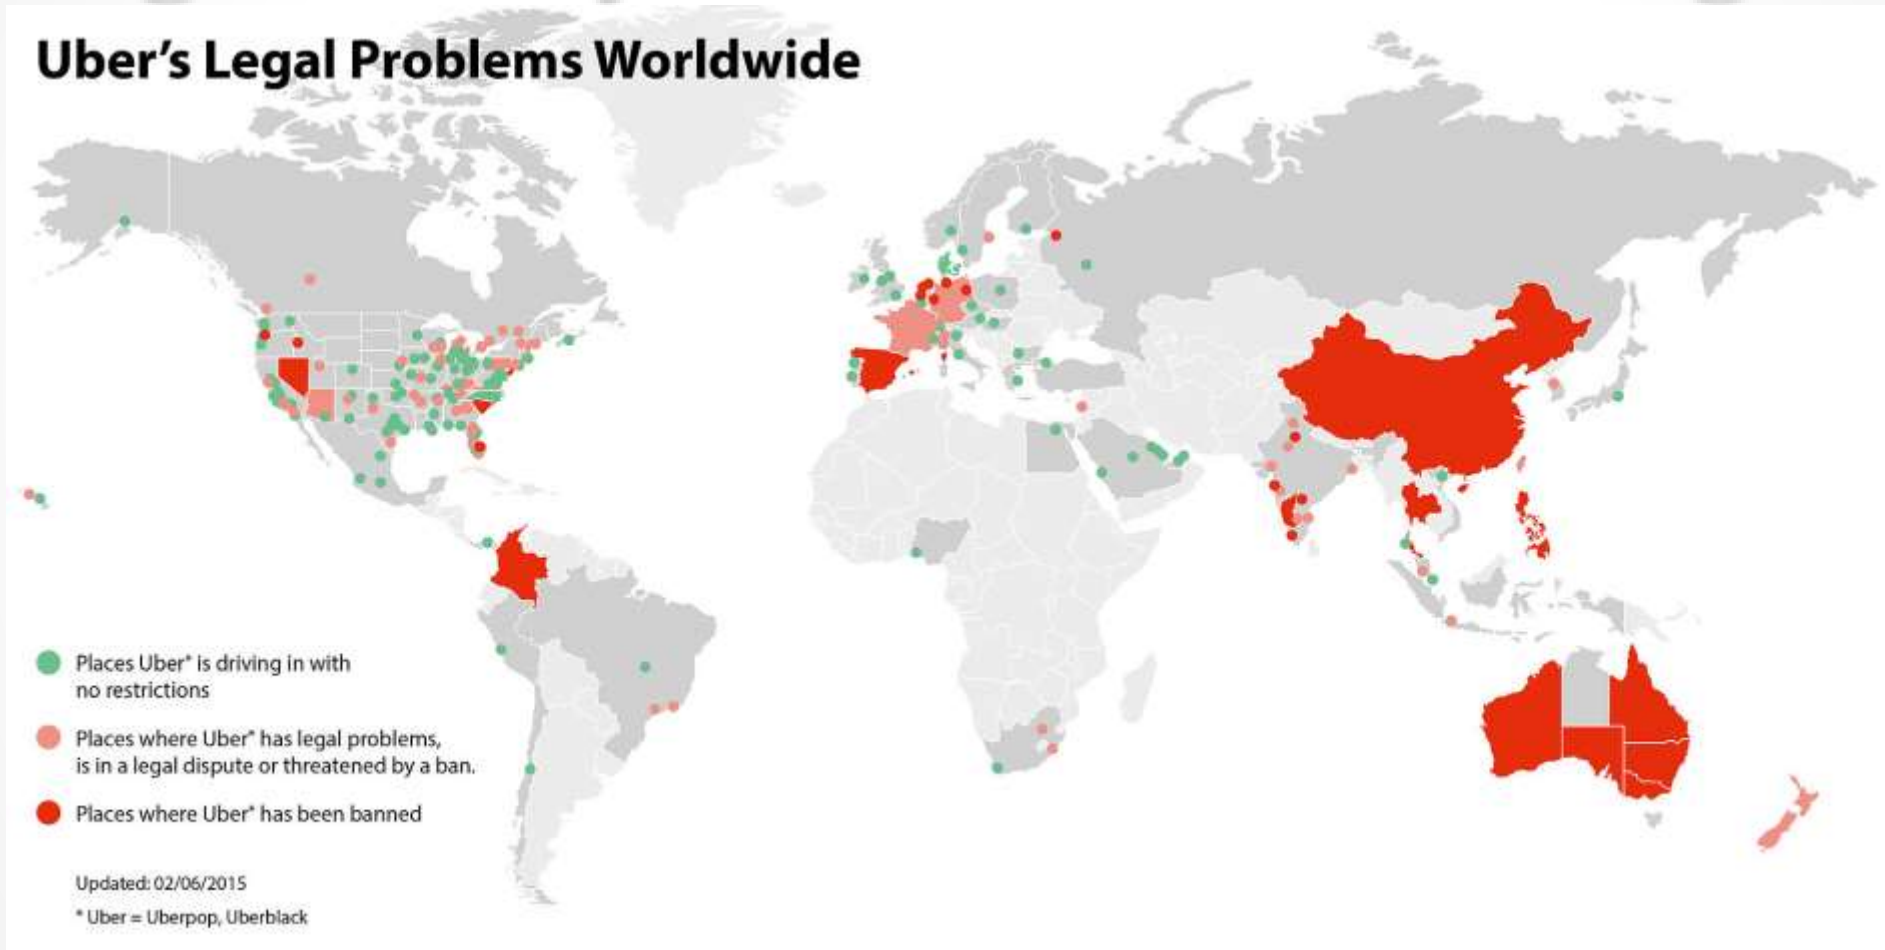 Uber's Legal Problems Worldwide
Places Uber* is driving in with
no restrictions
Places where Uber* has legal problems,
is in a legal dispute or threatened by a ban.
Places where Uber* has been banned
Updated: 02/06/2015
* Uber = Uberpop, Uberblack